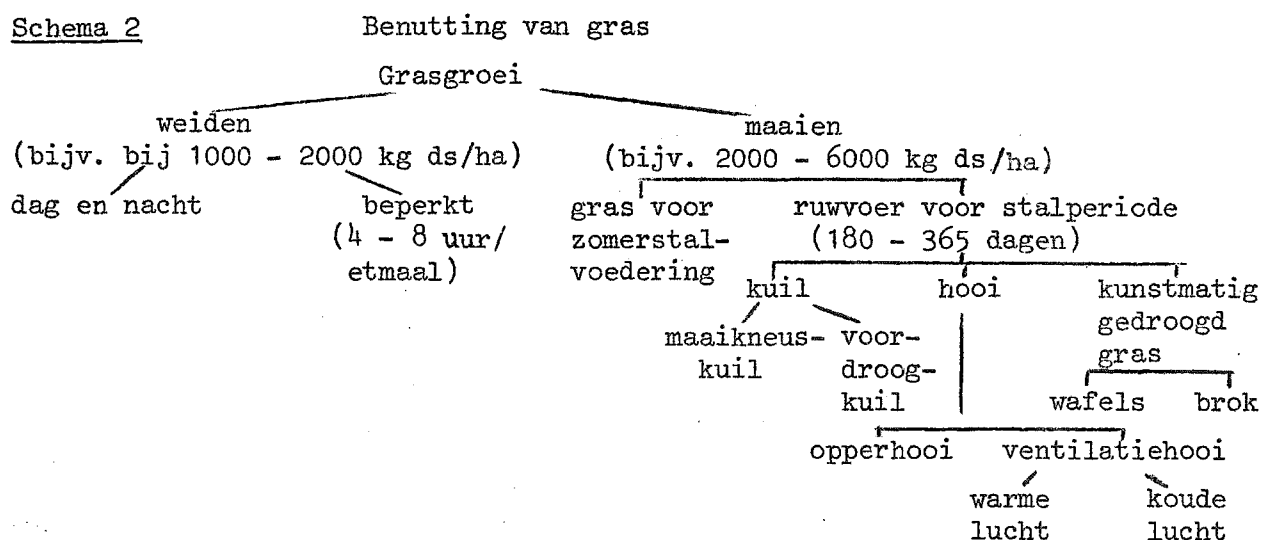 Schema 2 Benutting van gras
Grasgroei
weiden maaien
(bijv. bij 1000 - 2000 kg ds/ha) (bijv. 2000 - 6000 kg ds/ha)
dag en nacht beperkt gras voor ruwvoer voor stalperiode
(4 - 8 uur/ zomerstal- (180 - 365 dagen)
etmaal) voedering
kuil hooi kunstmatig
maaikneus- voor- gedroogd
kuil droog- gras
kuil wafels brok
opperhooi ventilatiehooi
warme koude
lucht lucht